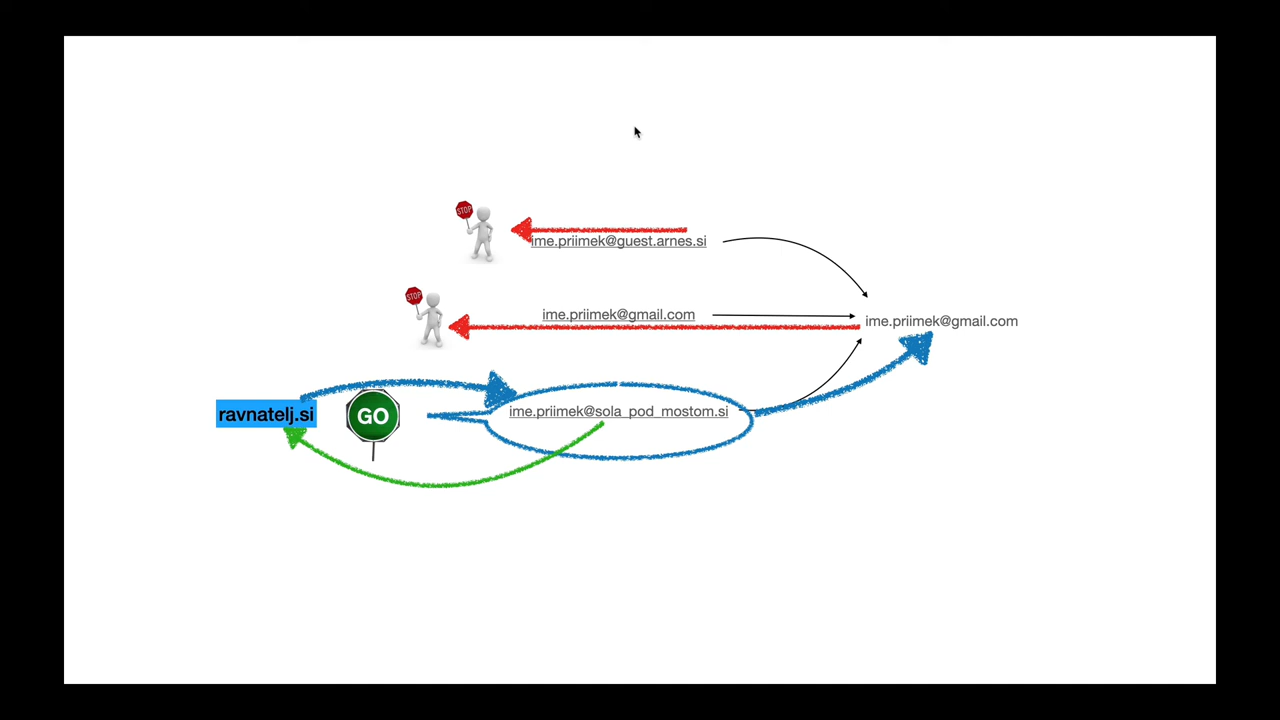 STOP
ime.priimek@guest.arnes.si
STOP
ime.priimek@gmail.com
ime.priimek@gmail.com
ravnatelj.si
GO
ime.priimek@sola_pod_mostom.si